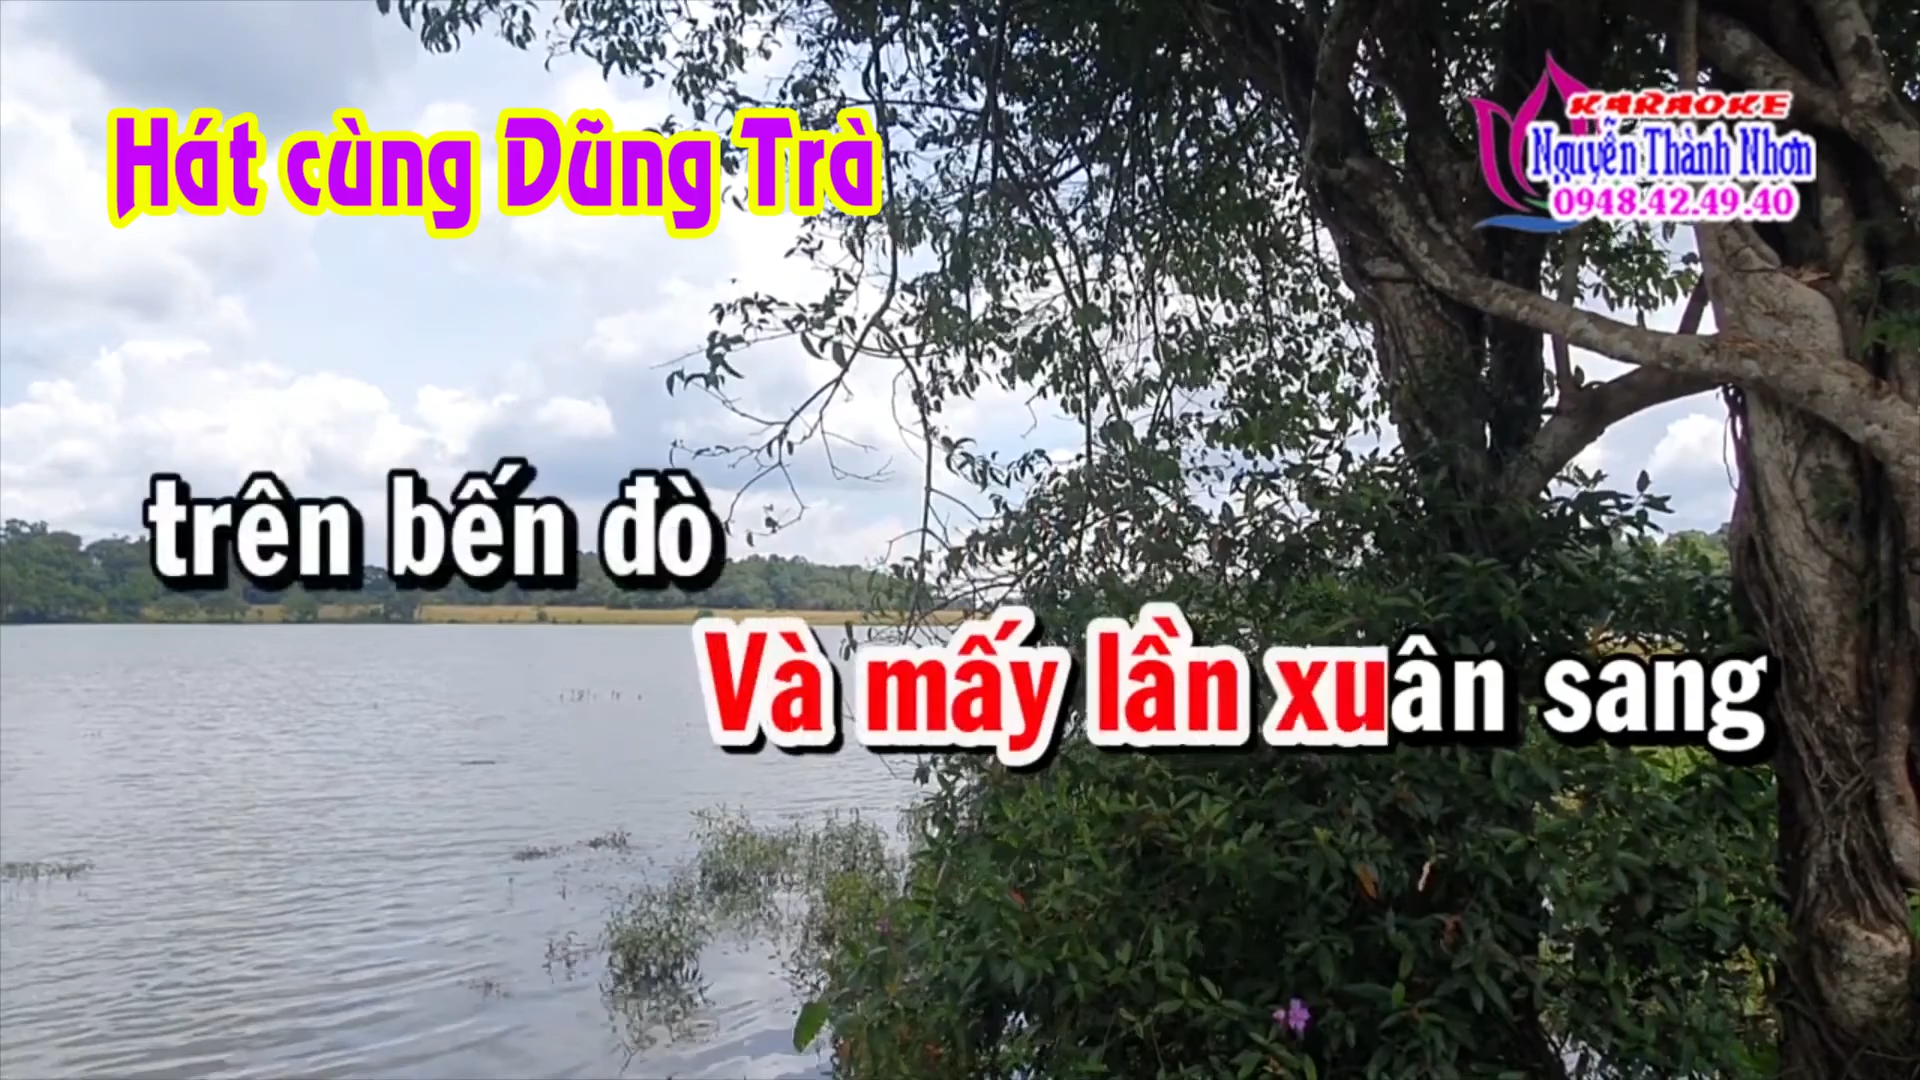 Hát cùng Dũng Trà
KARAOKE
Nguyễn Thành Nhơn
0948.42.49.40
trên bến đò
Và mấy lần xuân sang